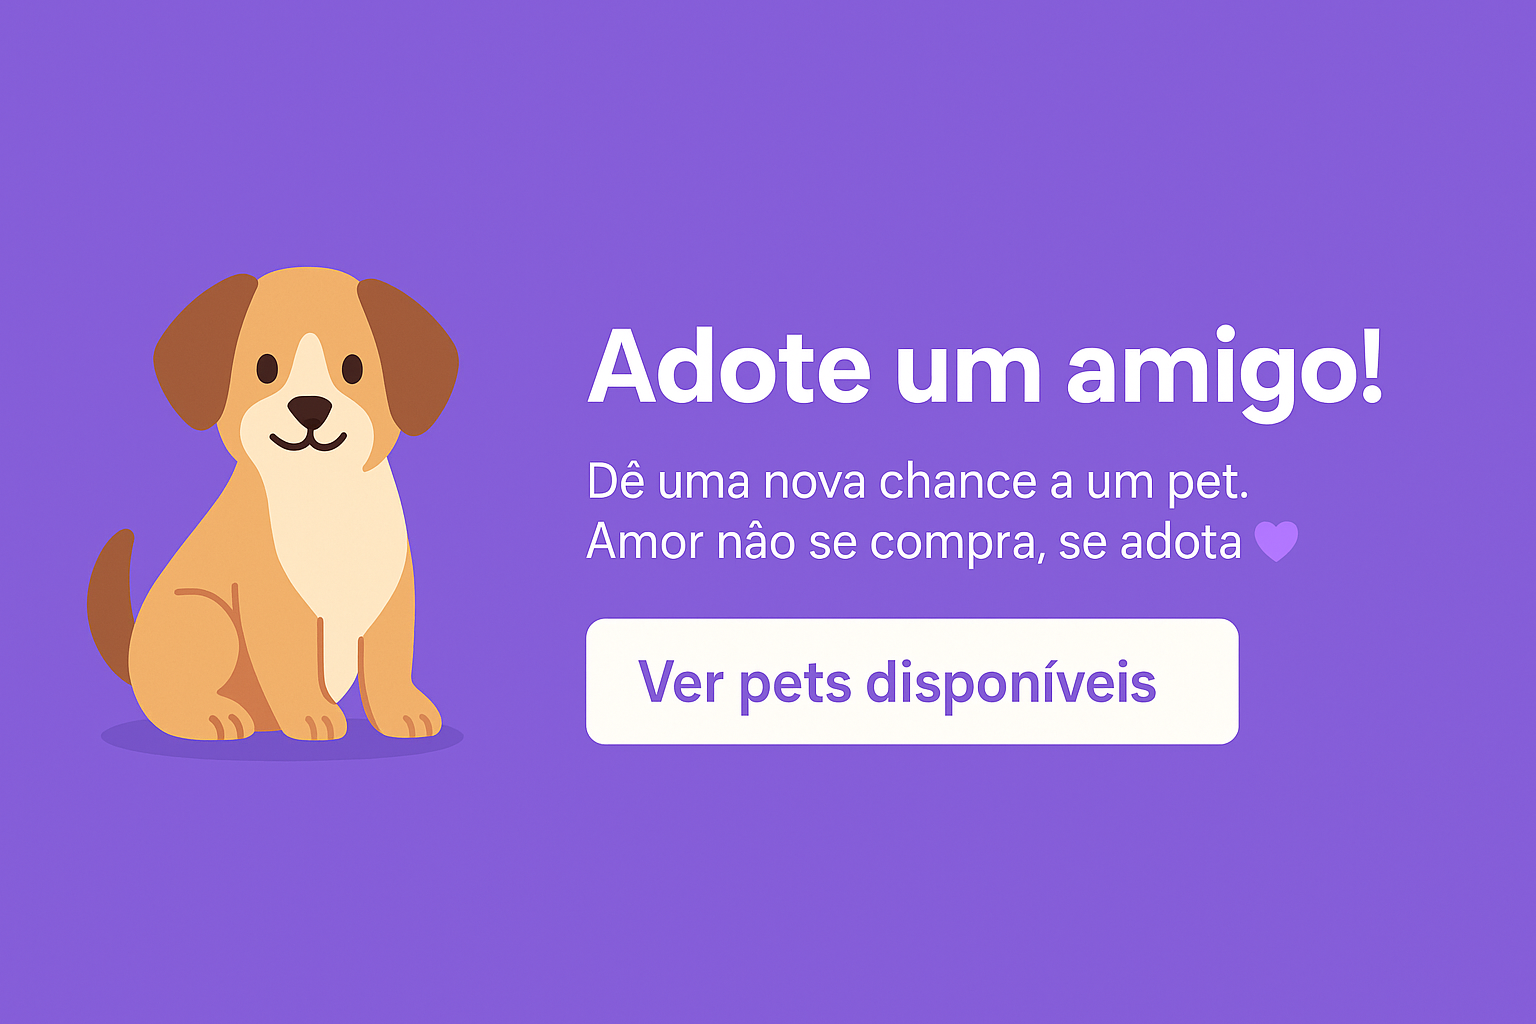 Adote um amigo!
Dê uma nova chance a um pet.
Amor nâo se compra, se adota 💜
Ver pets disponíveis